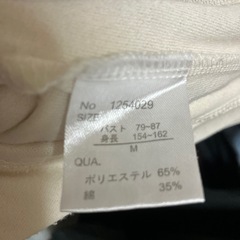 No 1254029
SIZE
バスト 79-87
身長 154-162
M
QUA.
ポリエステル 65%
綿 35%